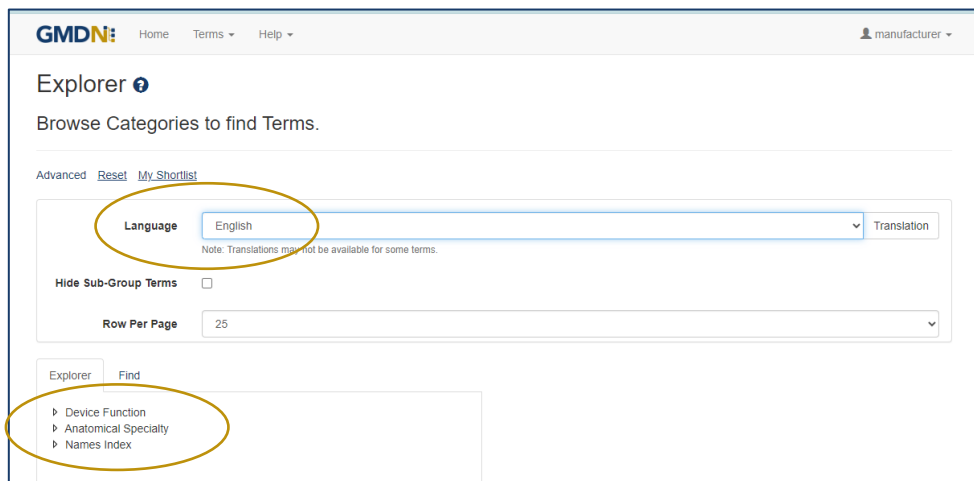 GMDN Home Terms Help manufacturer
Explorer ?
Browse Categories to find Terms.
Advanced Reset My Shortlist
Language English Translation
Note: Translations may not be available for some terms.
Hide Sub-Group Terms
Row Per Page 25
Explorer Find
Device Function
Anatomical Specialty
Names Index